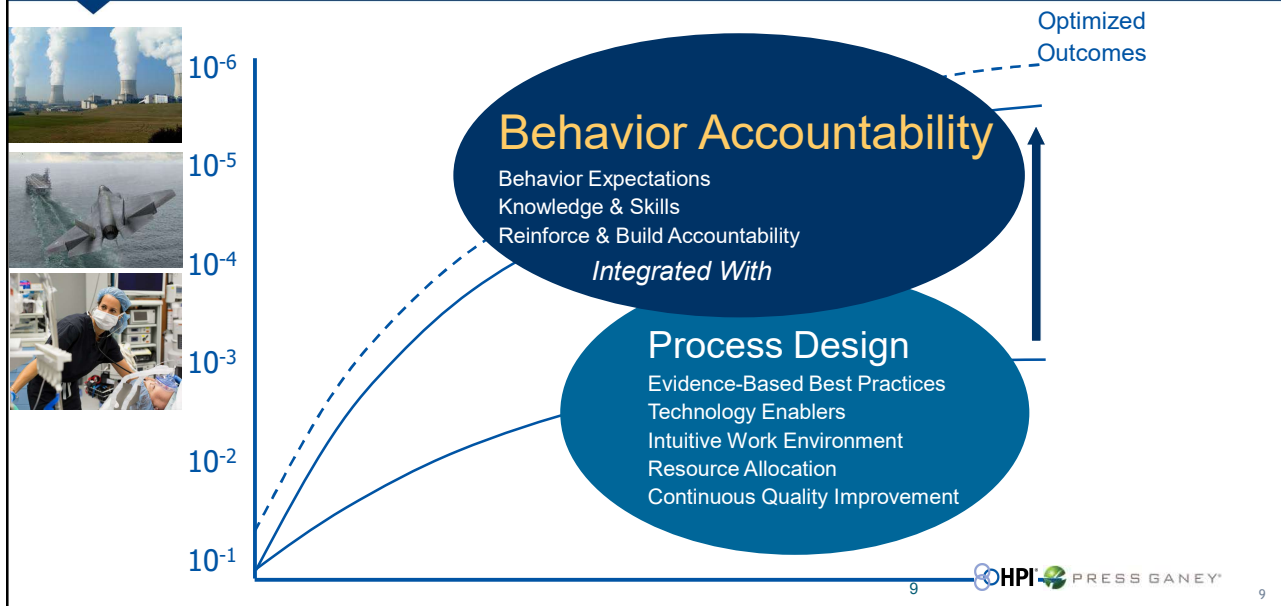 Optimized
Outcomes
10-6
10-5
10-4
10-3
10-2
10-1
Behavior Accountability
Behavior Expectations
Knowledge & Skills
Reinforce & Build Accountability
Integrated With
Process Design
Evidence-Based Best Practices
Technology Enablers
Intuitive Work Environment
Resource Allocation
Continuous Quality Improvement
9
HPI PRESS GANEY
9